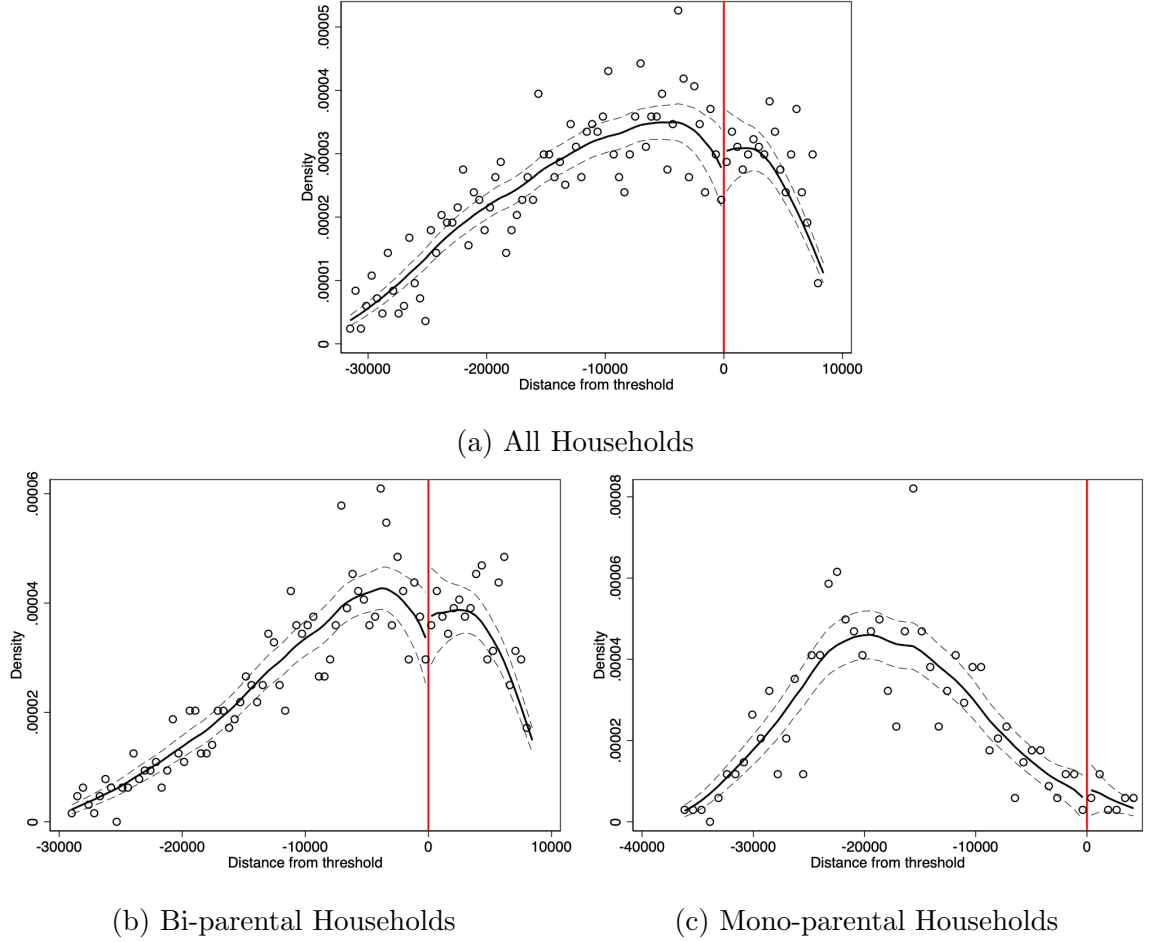 .00005
.00004
.00003
.00002
.00001
0
Density
-30000 -20000 -10000 0 10000
Distance from threshold
(a) All Households
.00006
.00004
.00002
0
Density
-30000 -20000 -10000 0 10000
Distance from threshold
(b) Bi-parental Households
.00008
.00006
.00004
.00002
0
Density
-40000 -30000 -20000 -10000 0
Distance from threshold
(c) Mono-parental Households